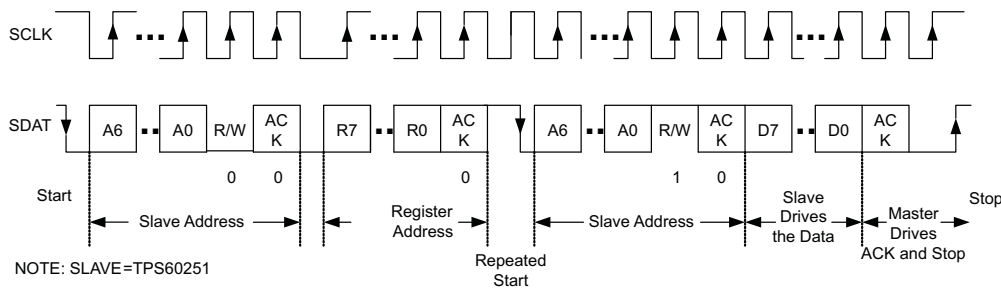 SCLK
SDAT
A6 A0 R/W AC K R7 R0 AC K A6 A0 R/W AC K D7 D0 AC K
0 0 0 1 0
Start
Slave Address
Register
Address
Repeated
Start
Slave Address
Slave
Drives
the Data
Master
Drives
ACK and Stop
Stop
NOTE: SLAVE=TPS60251